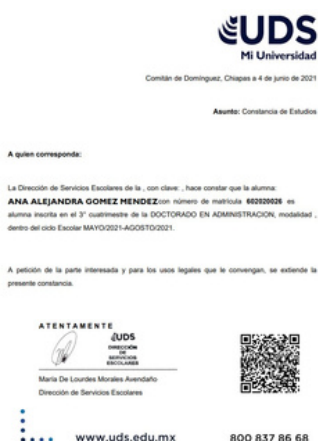 UDS
Mi Universidad
Comitán de Domínguez, Chiapas a 4 de junio de 2021
Asunto: Constancia de Estudios
A quien corresponda:
La Dirección de Servicios Escolares de la , con clave: , hace constar que la alumna:
ANA ALEJANDRA GOMEZ MENDEZcon número de matrícula 602020026 es
alumna inscrita en el 3° cuatrimestre de la DOCTORADO EN ADMINISTRACION, modalidad ,
dentro del ciclo Escolar MAYO/2021-AGOSTO/2021.
A petición de la parte interesada y para los usos legales que le convengan, se extiende la
presente constancia.
ATENTAMENTE
UDS
DIRECCIÓN
DE
SERVICIOS
ESCOLARES
María De Lourdes Morales Avendaño
Dirección de Servicios Escolares
www.uds.edu.mx
800 837 86 68